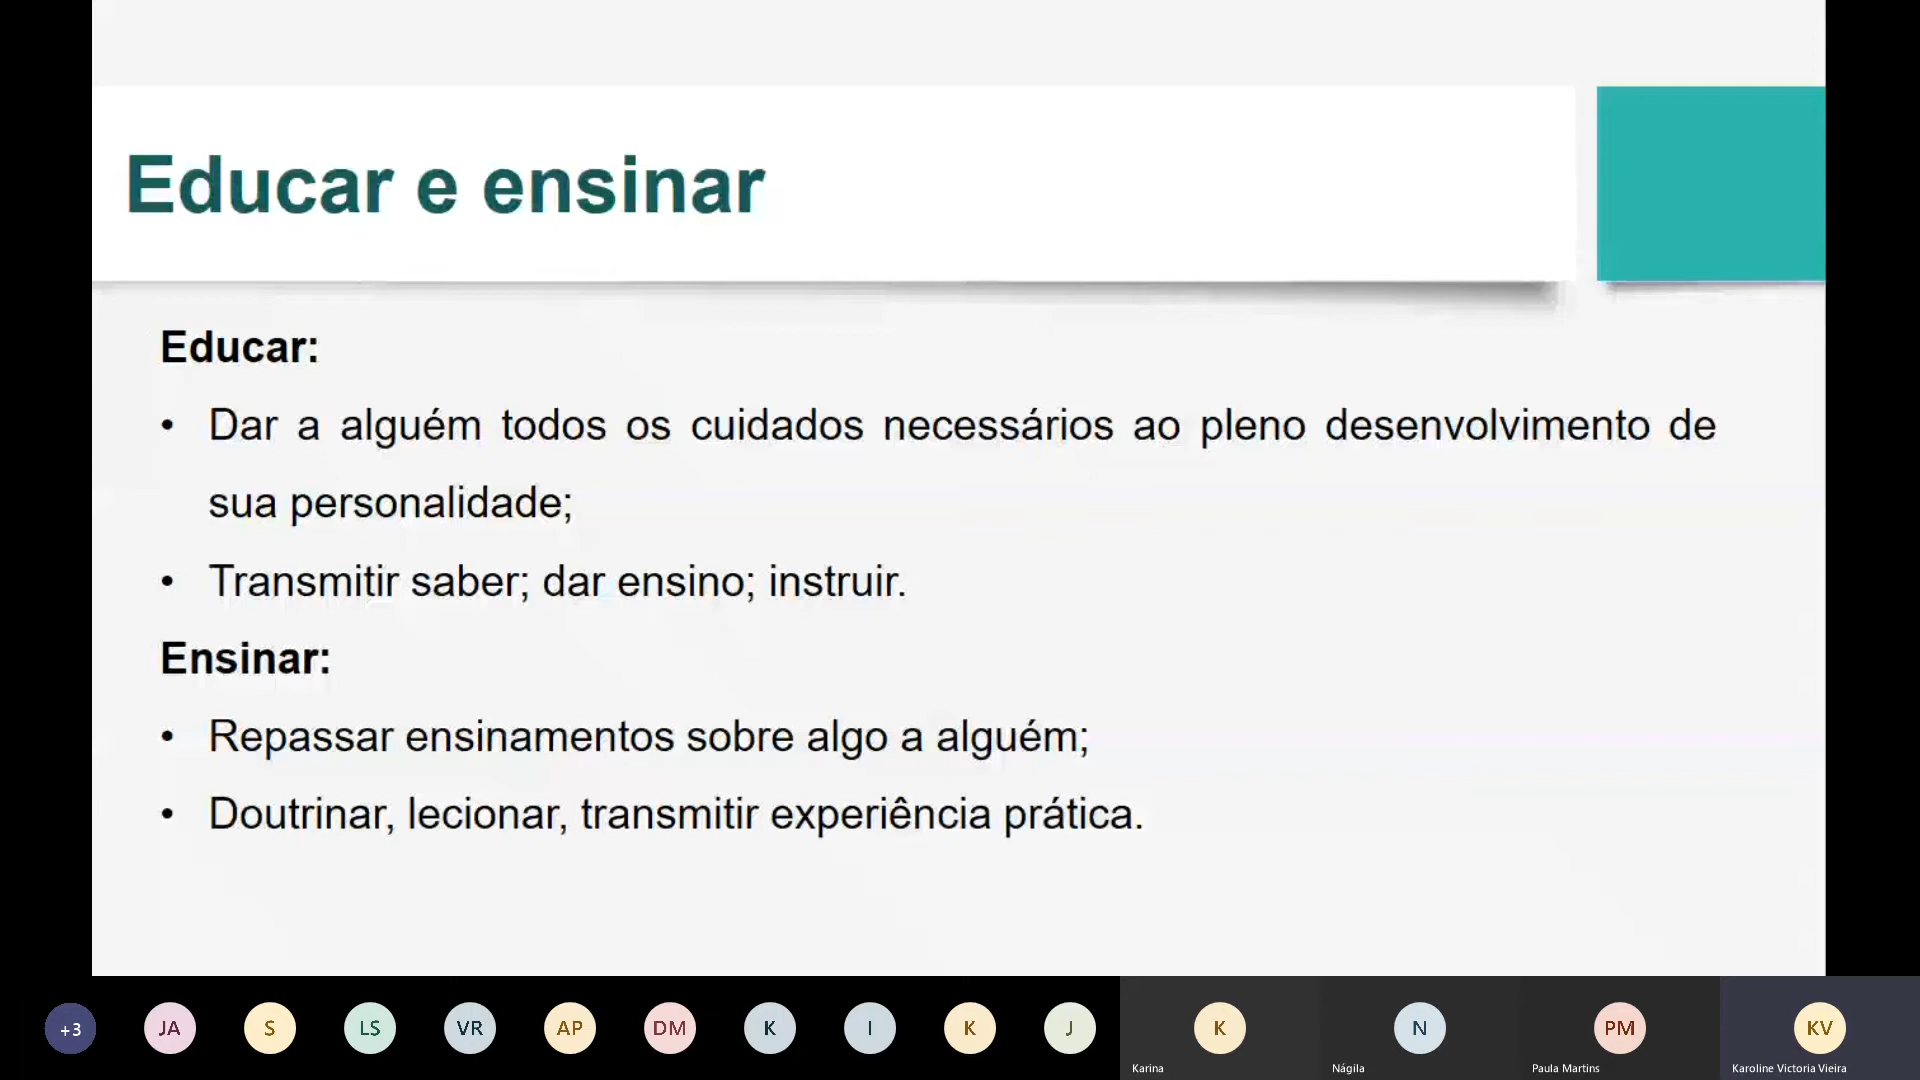 Educar e ensinar
Educar:
• Dar a alguém todos os cuidados necessários ao pleno desenvolvimento de
sua personalidade;
• Transmitir saber; dar ensino; instruir.
Ensinar:
• Repassar ensinamentos sobre algo a alguém;
• Doutrinar, lecionar, transmitir experiência prática.
+3 JA S LS VR AP DM K I K J K N PM KV
Karina Nágila Paula Martins Karoline Victoria Vieira